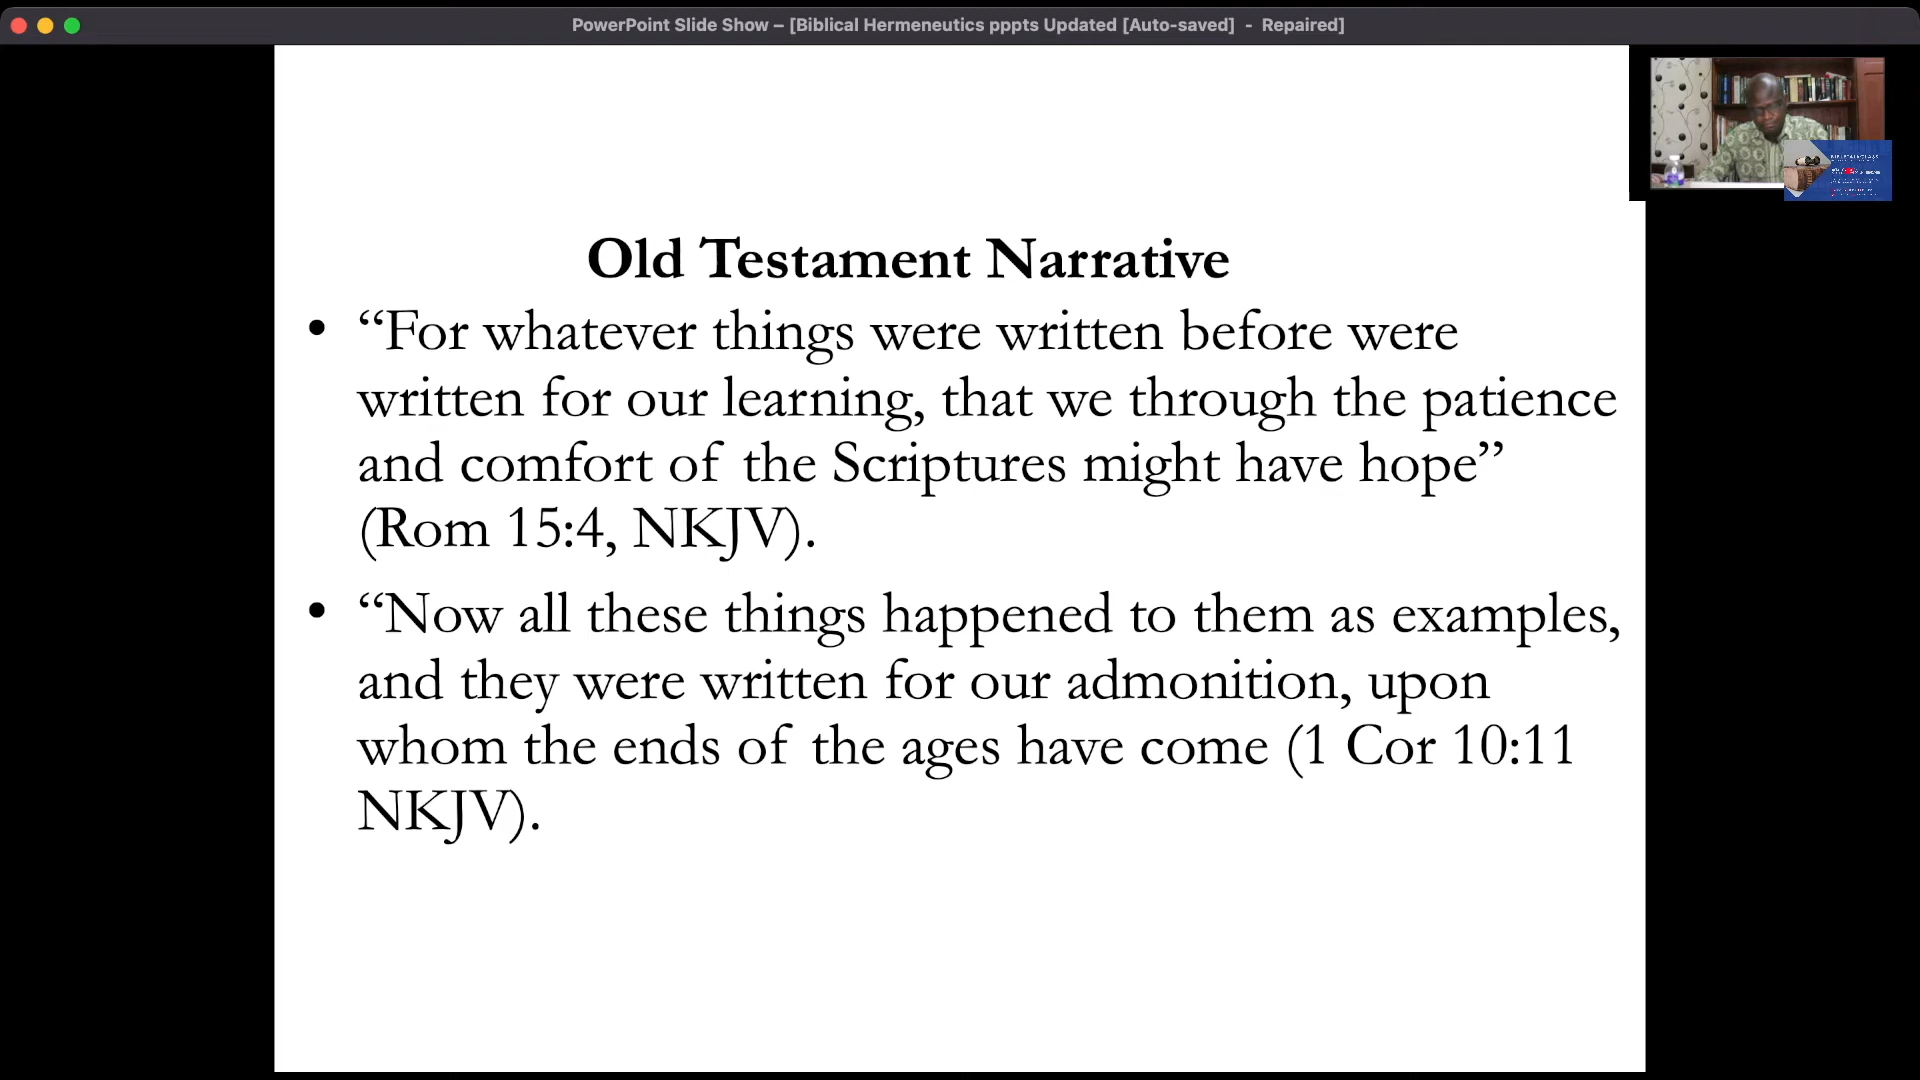 PowerPoint Slide Show – [Biblical Hermeneutics pppts Updated [Auto-saved]  -  Repaired]
Old Testament Narrative
• “For whatever things were written before were
written for our learning, that we through the patience
and comfort of the Scriptures might have hope”
(Rom 15:4, NKJV).
• “Now all these things happened to them as examples,
and they were written for our admonition, upon
whom the ends of the ages have come (1 Cor 10:11
NKJV).